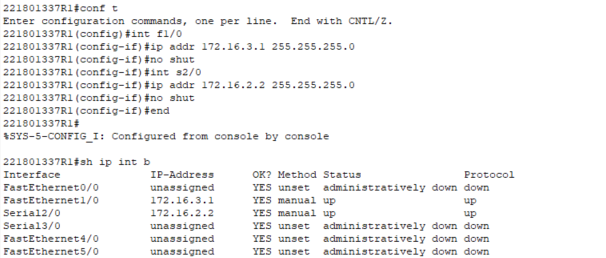 221801337R1#conf t
Enter configuration commands, one per line.  End with CNTL/Z.
221801337R1(config)#int f1/0
221801337R1(config-if)#ip addr 172.16.3.1 255.255.255.0
221801337R1(config-if)#no shut
221801337R1(config-if)#int s2/0
221801337R1(config-if)#ip addr 172.16.2.2 255.255.255.0
221801337R1(config-if)#no shut
221801337R1(config-if)#end
221801337R1#
%SYS-5-CONFIG_I: Configured from console by console
221801337R1#sh ip int b
Interface              IP-Address      OK? Method Status                Protocol
FastEthernet0/0        unassigned      YES unset  administratively down down
FastEthernet1/0        172.16.3.1      YES manual up                    up
Serial2/0              172.16.2.2      YES manual up                    up
Serial3/0              unassigned      YES unset  administratively down down
FastEthernet4/0        unassigned      YES unset  administratively down down
FastEthernet5/0        unassigned      YES unset  administratively down down